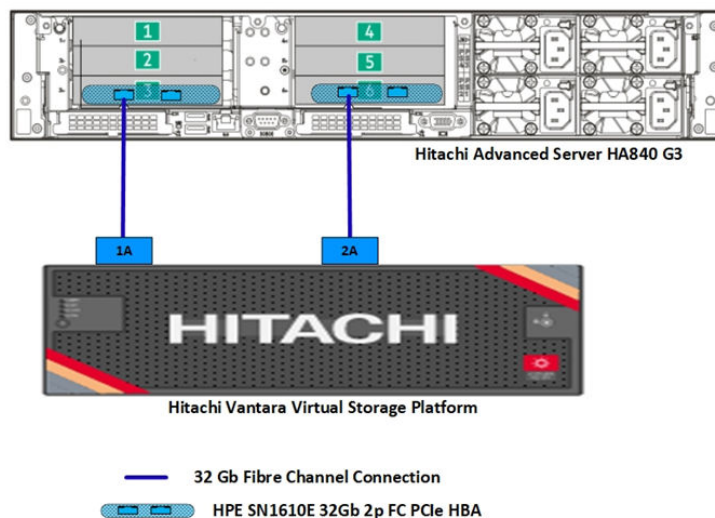 1
4
2
5
3
6
Hitachi Advanced Server HA840 G3
1A
2A
HITACHI
Hitachi Vantara Virtual Storage Platform
32 Gb Fibre Channel Connection
HPE SN1610E 32Gb 2p FC PCIe HBA